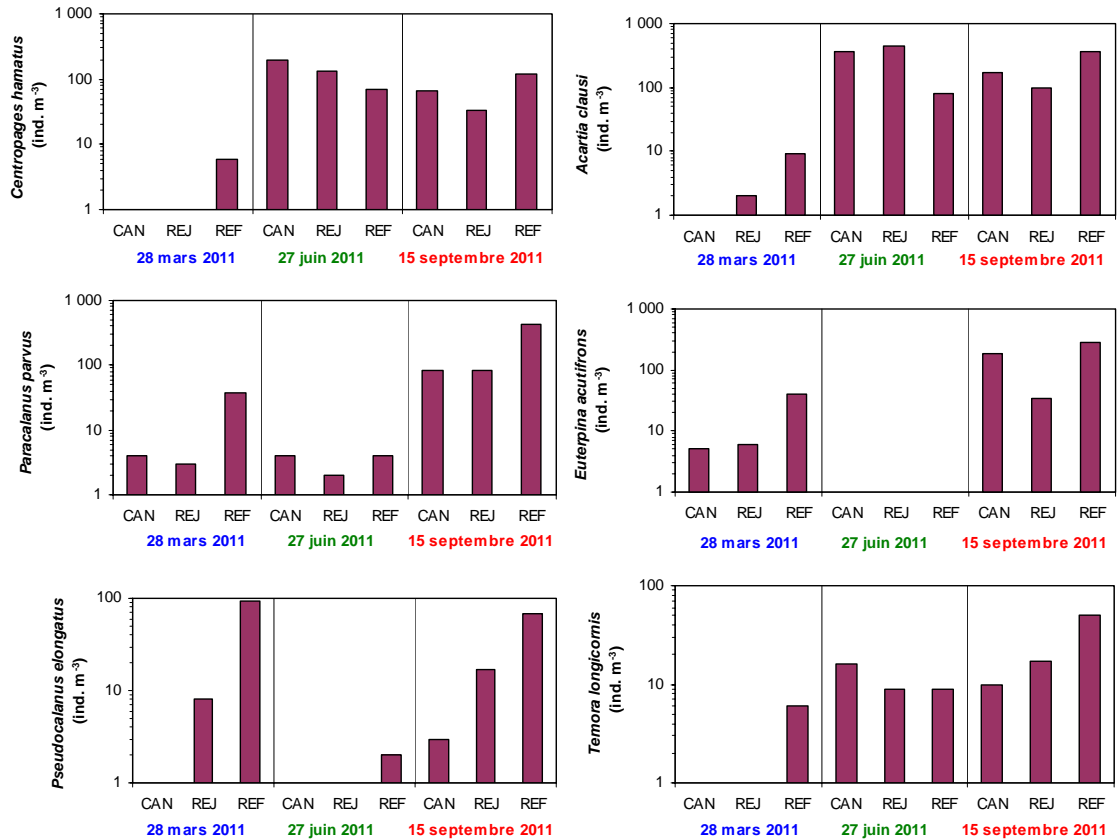 Centropages hamatus
(ind. m-3)
1 000
100
10
1
CAN REJ REF CAN REJ REF CAN REJ REF
28 mars 2011 27 juin 2011 15 septembre 2011
Acartia clausi
(ind. m-3)
1 000
100
10
1
CAN REJ REF CAN REJ REF CAN REJ REF
28 mars 2011 27 juin 2011 15 septembre 2011
Paracalanus parvus
(ind. m-3)
1 000
100
10
1
CAN REJ REF CAN REJ REF CAN REJ REF
28 mars 2011 27 juin 2011 15 septembre 2011
Euterpina acutifrons
(ind. m-3)
1 000
100
10
1
CAN REJ REF CAN REJ REF CAN REJ REF
28 mars 2011 27 juin 2011 15 septembre 2011
Pseudocalanus elongatus
(ind. m-3)
100
10
1
CAN REJ REF CAN REJ REF CAN REJ REF
28 mars 2011 27 juin 2011 15 septembre 2011
Temora longicornis
(ind. m-3)
100
10
1
CAN REJ REF CAN REJ REF CAN REJ REF
28 mars 2011 27 juin 2011 15 septembre 2011